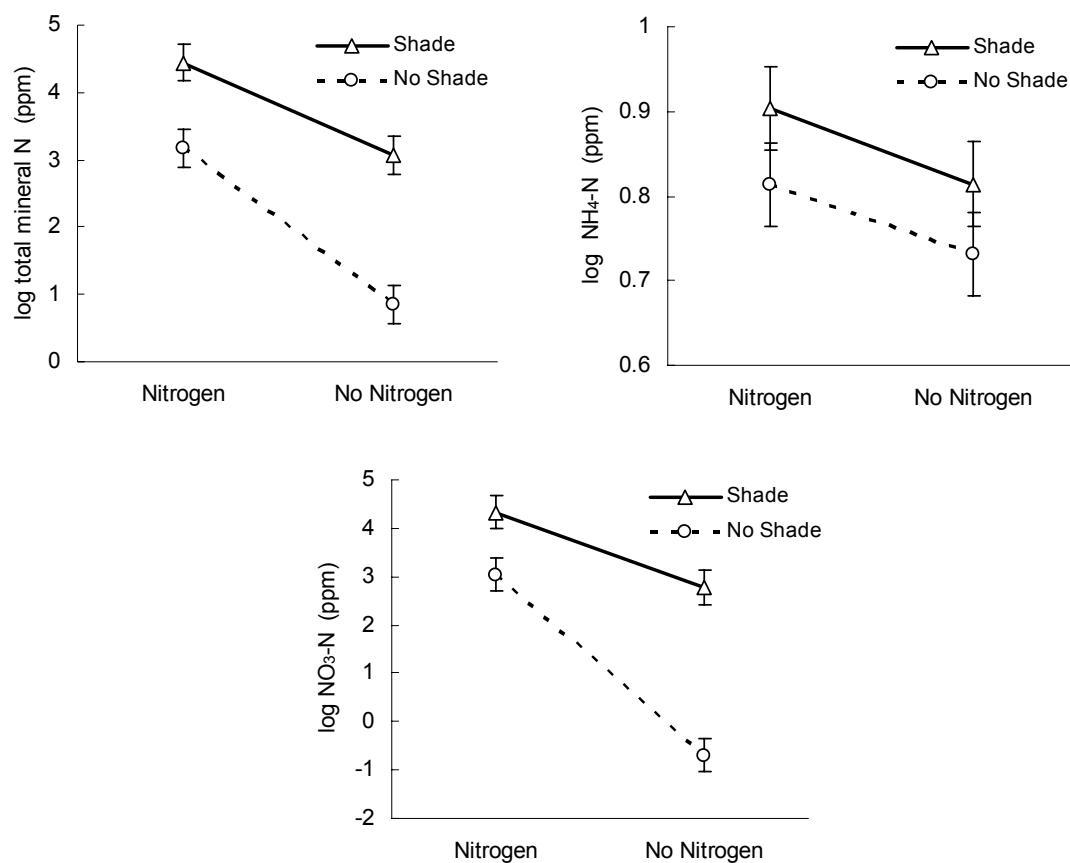 5
4
3
2
1
0
log total mineral N (ppm)
Shade
No Shade
Nitrogen
No Nitrogen
1
0.9
0.8
0.7
0.6
log NH₄-N (ppm)
Shade
No Shade
Nitrogen
No Nitrogen
5
4
3
2
1
0
-1
-2
log NO₃-N (ppm)
Shade
No Shade
Nitrogen
No Nitrogen